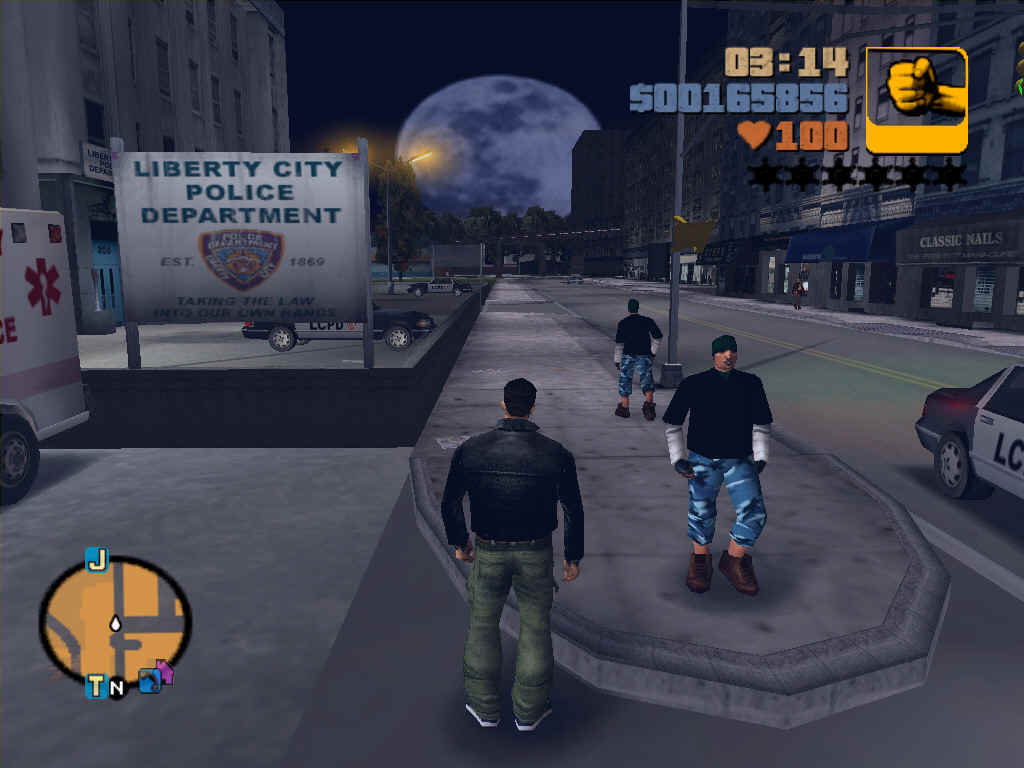 03:14
$00165856
100
LIBERTY CITY
POLICE
DEPARTMENT
EST. 1869
TAKING THE LAW
INTO OUR OWN HANDS
LCPD
CLASSIC NAILS
LC
J
T N